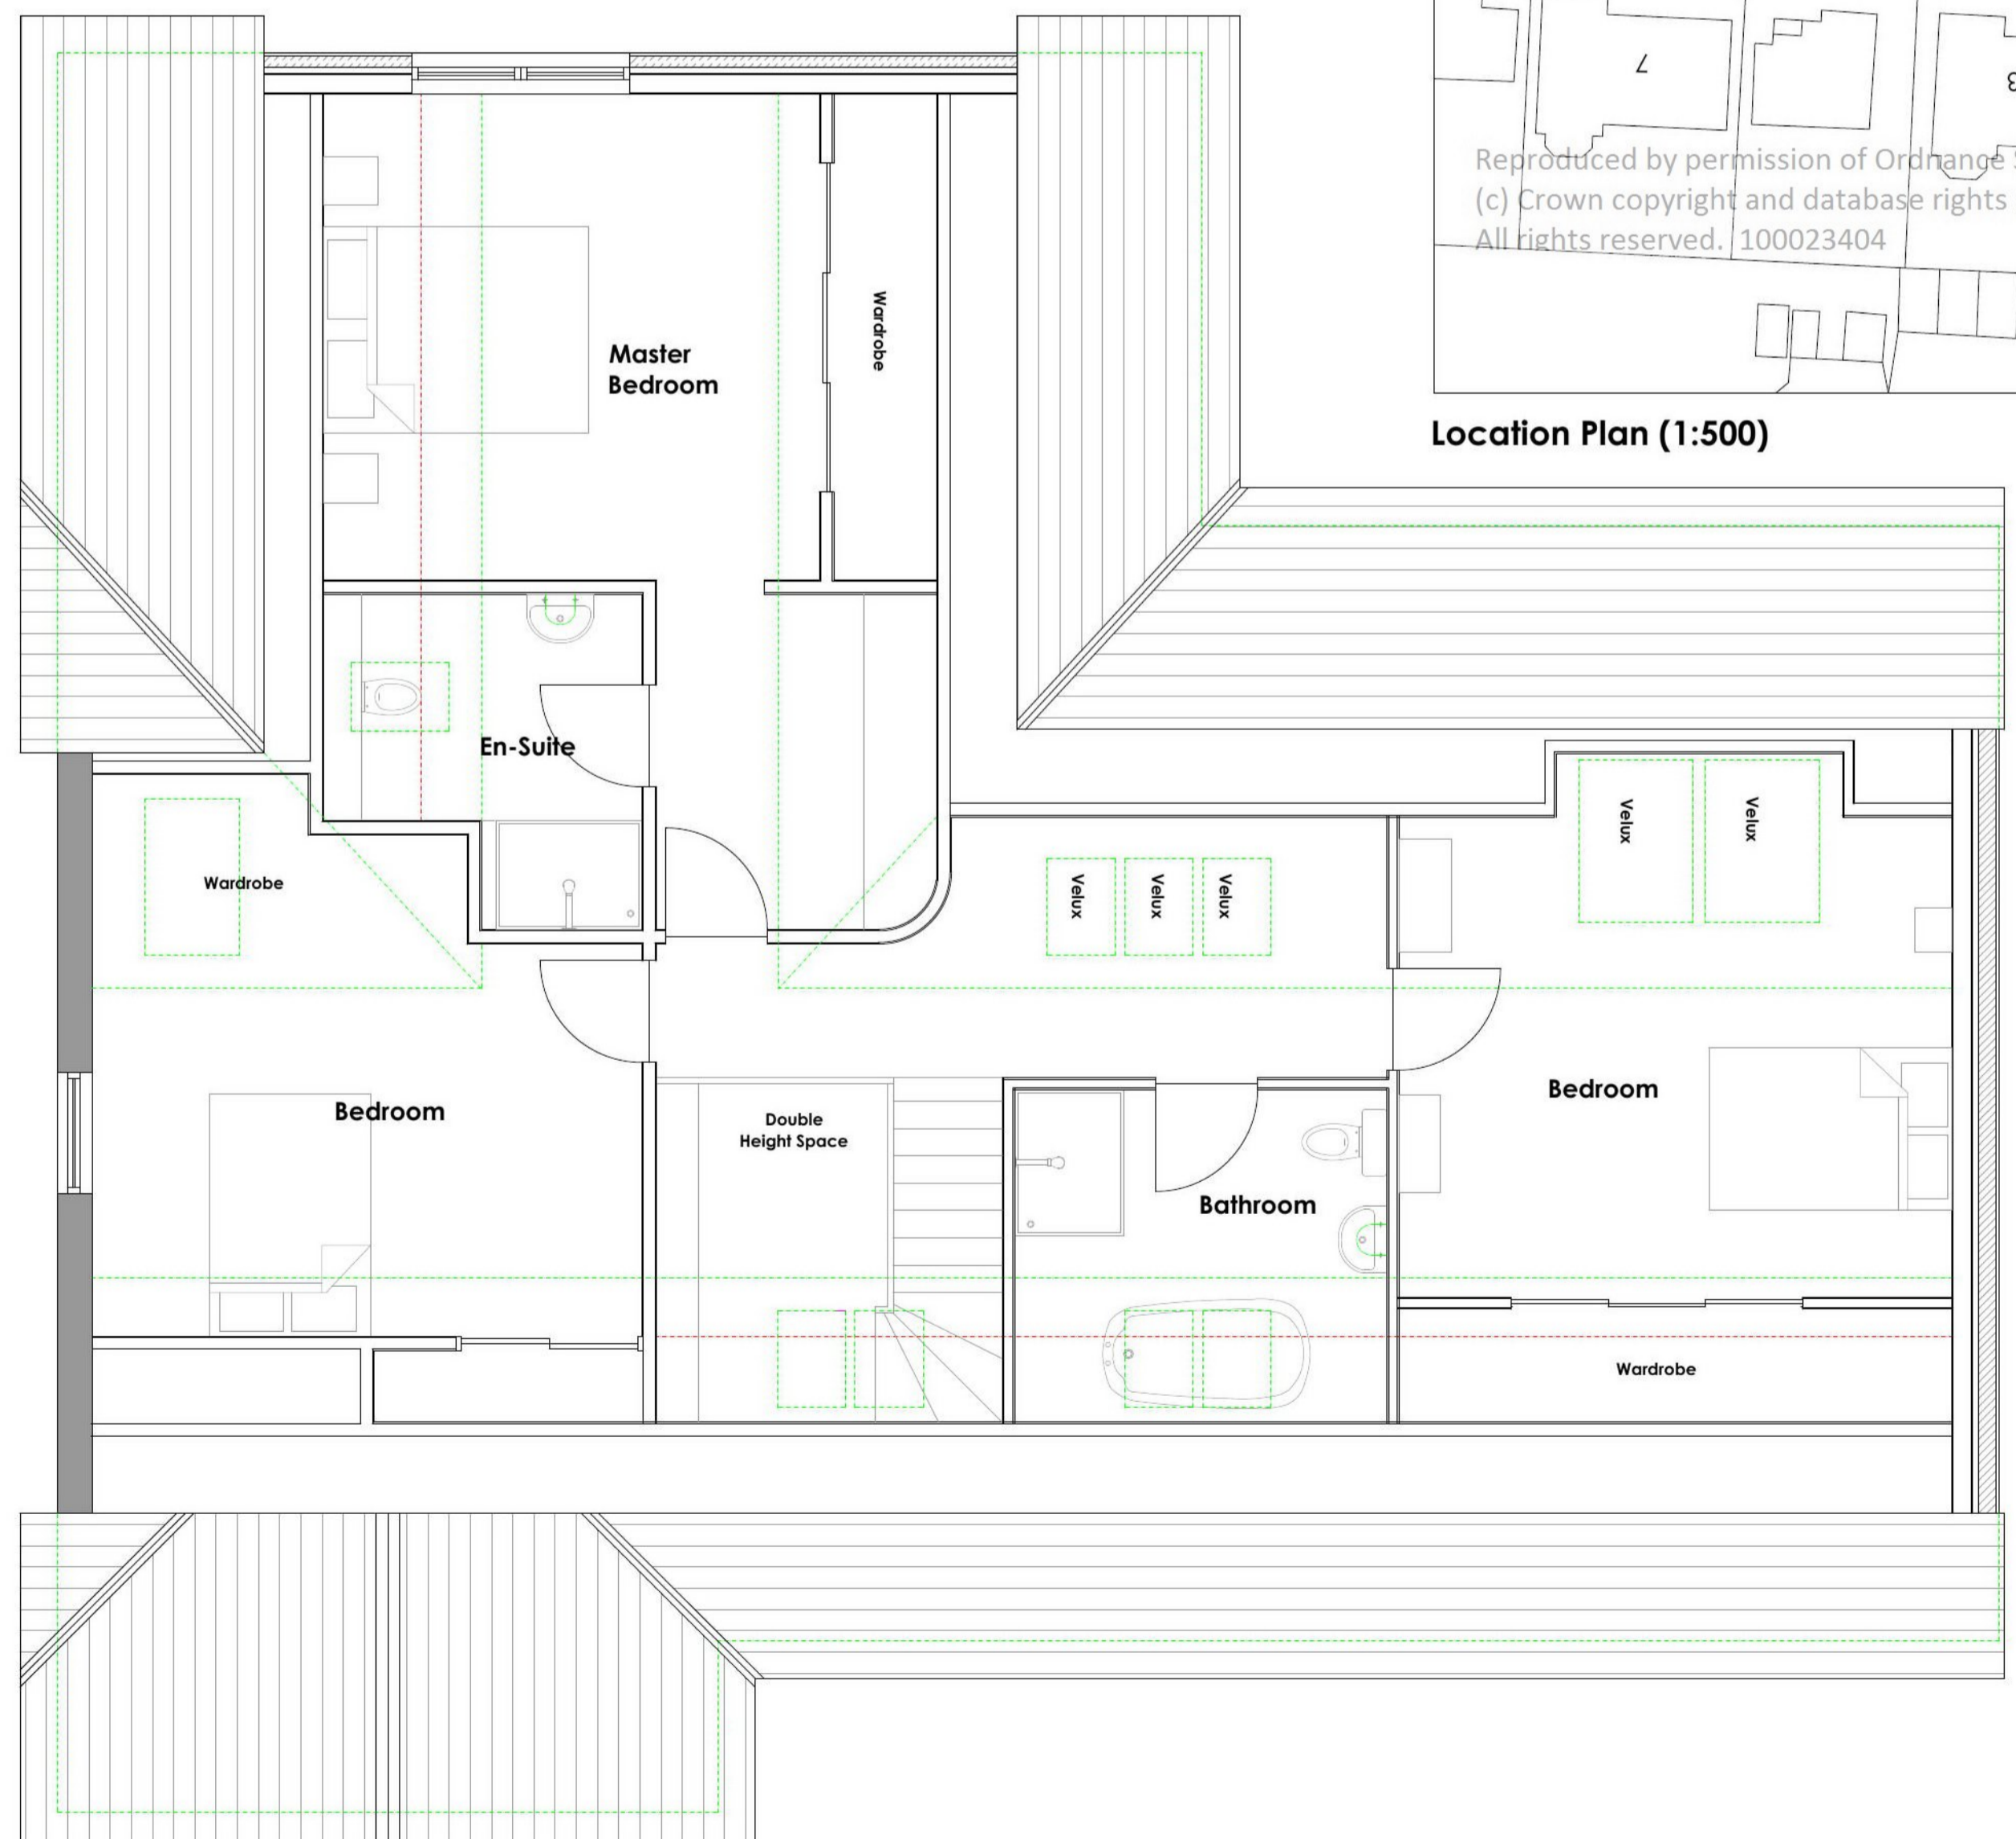 7
3
Reproduced by permission of Ordnance
(c) Crown copyright and database rights
All rights reserved. 100023404
Location Plan (1:500)
Master
Bedroom
Wardrobe
En-Suite
Wardrobe
Velux
Velux
Velux
Velux
Velux
Bedroom
Double
Height Space
Bathroom
Bedroom
Wardrobe